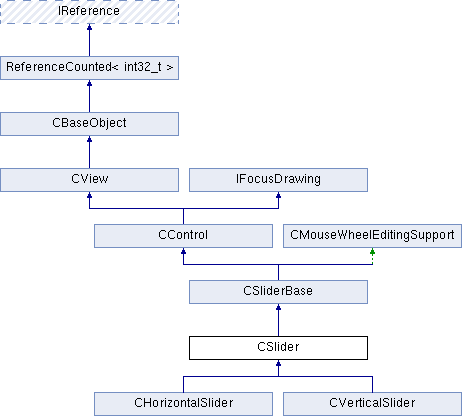 IReference
ReferenceCounted< int32_t >
CBaseObject
CView
IFocusDrawing
CControl
CMouseWheelEditingSupport
CSliderBase
CSlider
CHorizontalSlider
CVerticalSlider